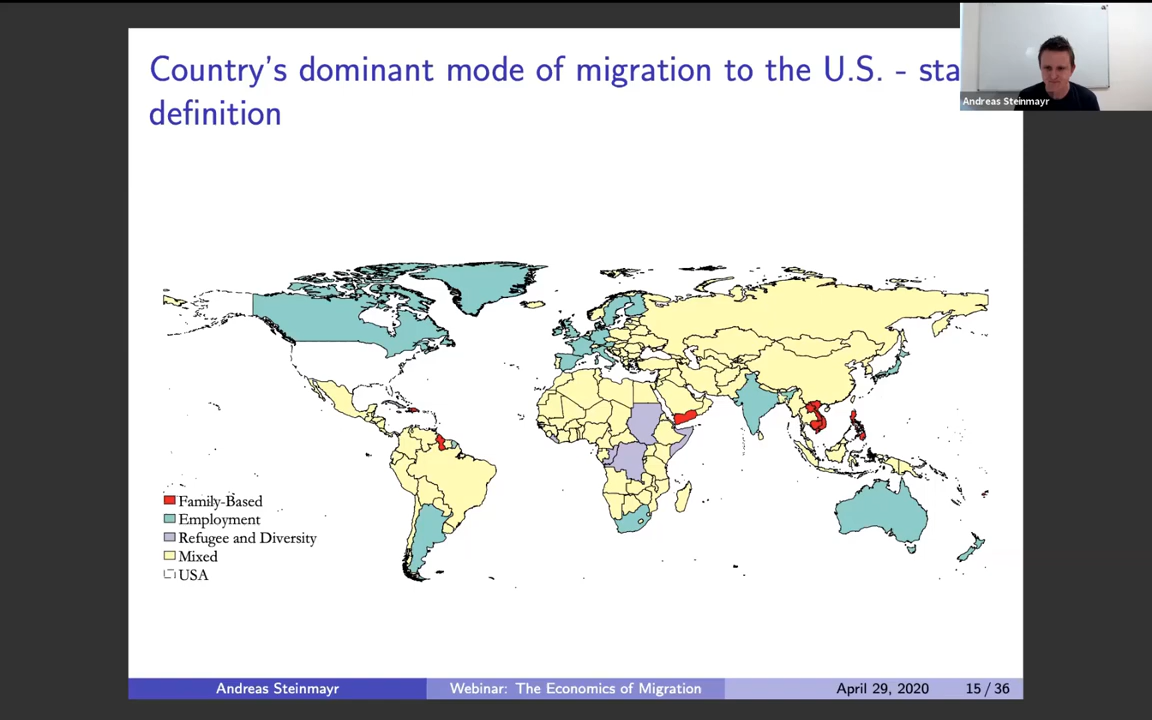 Country's dominant mode of migration to the U.S. - sta
definition
Andreas Steinmayr
Family-Based
Employment
Refugee and Diversity
Mixed
USA
Andreas Steinmayr
Webinar: The Economics of Migration
April 29, 2020
15 / 36